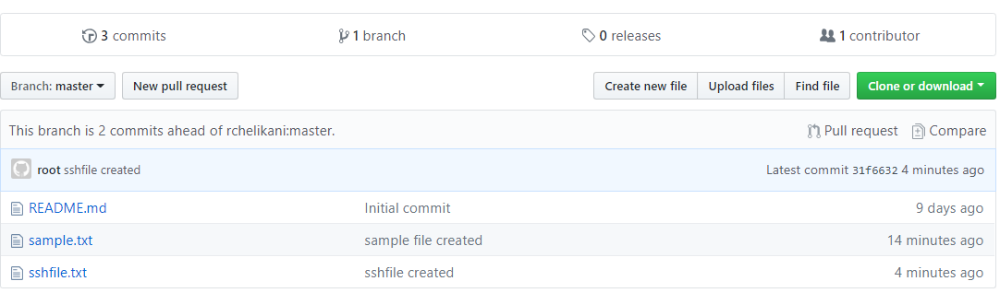 3 commits 1 branch 0 releases 1 contributor
Branch: master New pull request Create new file Upload files Find file Clone or download
This branch is 2 commits ahead of rchelikani:master. Pull request Compare
root sshfile created Latest commit 31f6632 4 minutes ago
README.md Initial commit 9 days ago
sample.txt sample file created 14 minutes ago
sshfile.txt sshfile created 4 minutes ago